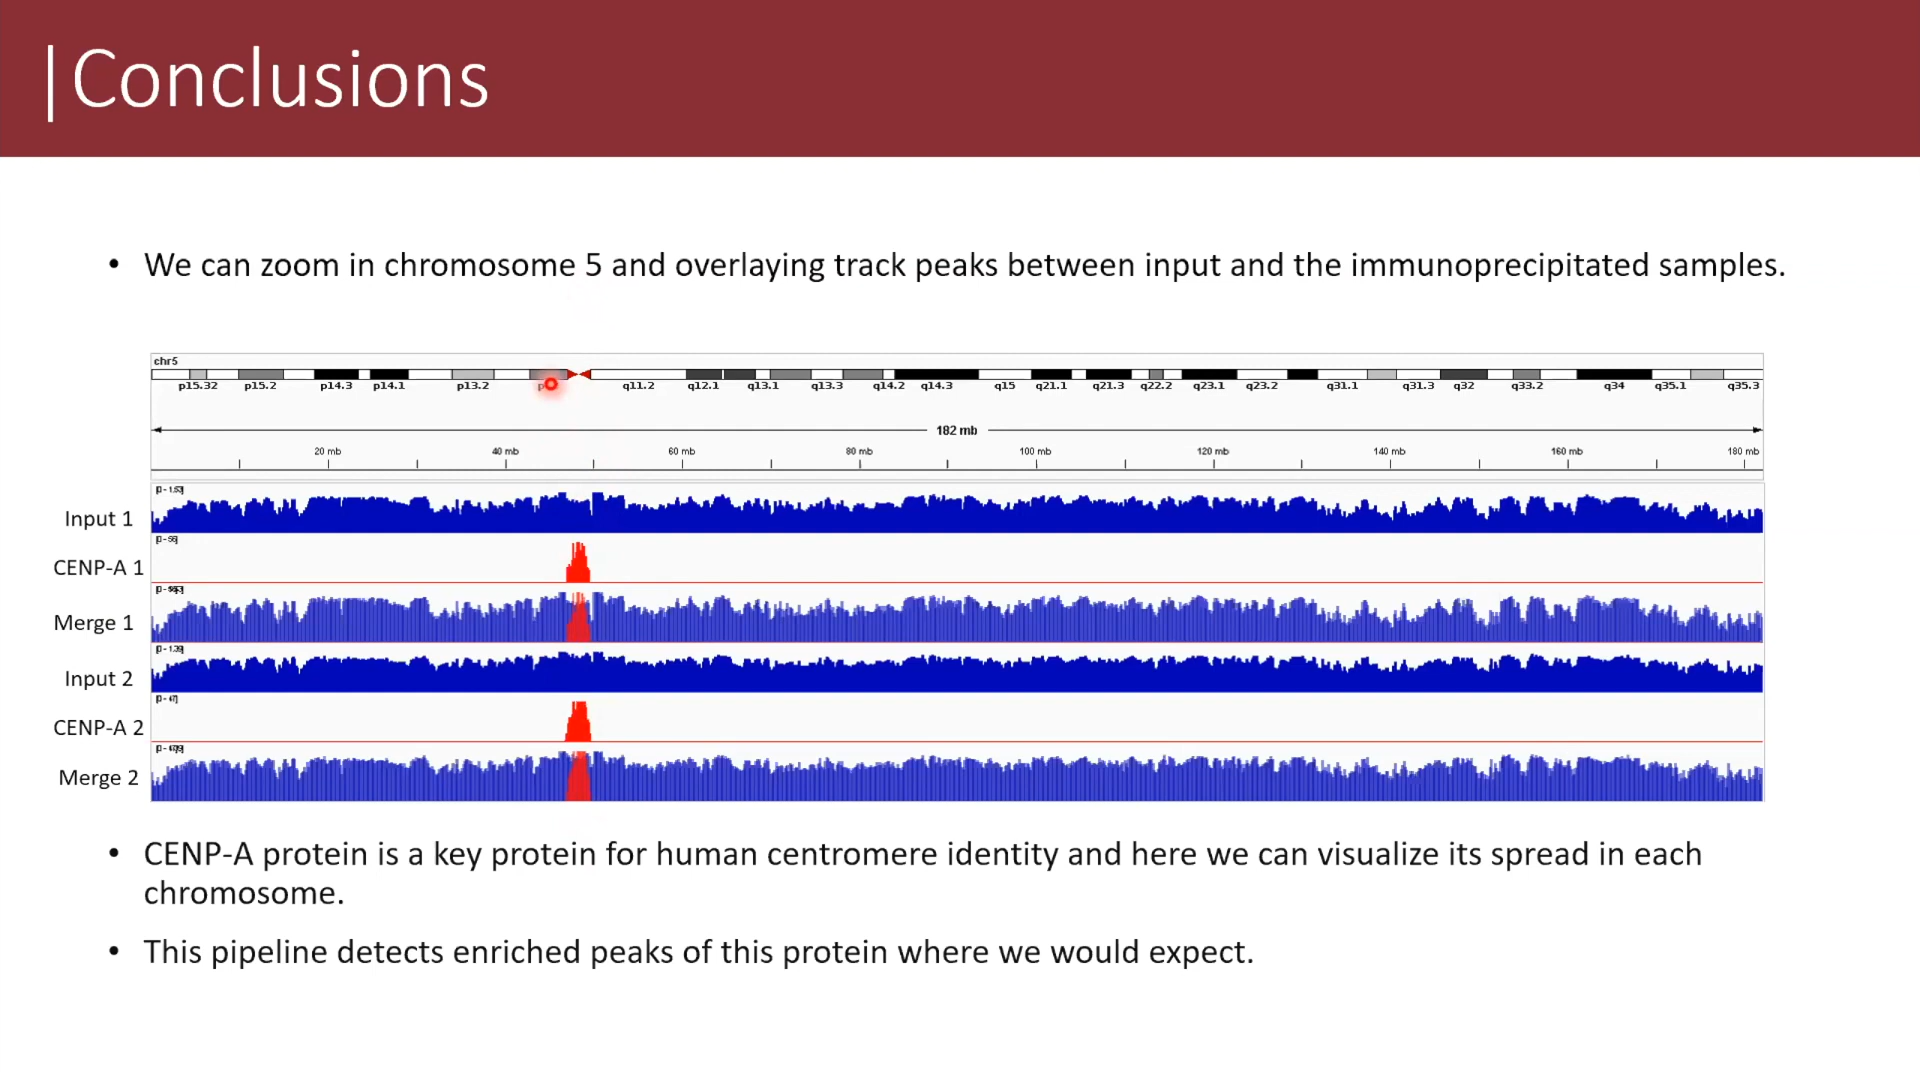 |Conclusions
• We can zoom in chromosome 5 and overlaying track peaks between input and the immunoprecipitated samples.
chr5
p15.32 p15.2 p14.3 p14.1 p13.2 q11.2 q12.1 q13.1 q13.3 q14.2 q14.3 q15 q21.1 q21.3 q22.2 q23.1 q23.2 q31.1 q31.3 q32 q33.2 q34 q35.1 q35.3
182 mb
20 mb 40 mb 60 mb 80 mb 100 mb 120 mb 140 mb 160 mb 180 mb
Input 1
CENP-A 1
Merge 1
Input 2
CENP-A 2
Merge 2
• CENP-A protein is a key protein for human centromere identity and here we can visualize its spread in each
chromosome.
• This pipeline detects enriched peaks of this protein where we would expect.